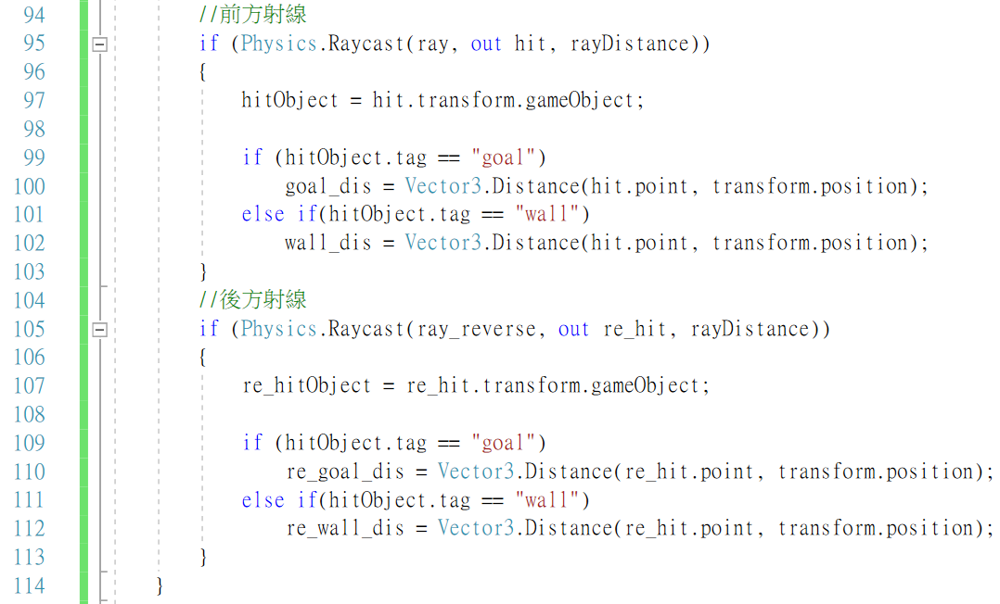 94 //前方射線
95 if (Physics.Raycast(ray, out hit, rayDistance))
96 {
97 hitObject = hit.transform.gameObject;
98
99 if (hitObject.tag == "goal")
100 goal_dis = Vector3.Distance(hit.point, transform.position);
101 else if(hitObject.tag == "wall")
102 wall_dis = Vector3.Distance(hit.point, transform.position);
103 }
104 //後方射線
105 if (Physics.Raycast(ray_reverse, out re_hit, rayDistance))
106 {
107 re_hitObject = re_hit.transform.gameObject;
108
109 if (hitObject.tag == "goal")
110 re_goal_dis = Vector3.Distance(re_hit.point, transform.position);
111 else if(hitObject.tag == "wall")
112 re_wall_dis = Vector3.Distance(re_hit.point, transform.position);
113 }
114 }